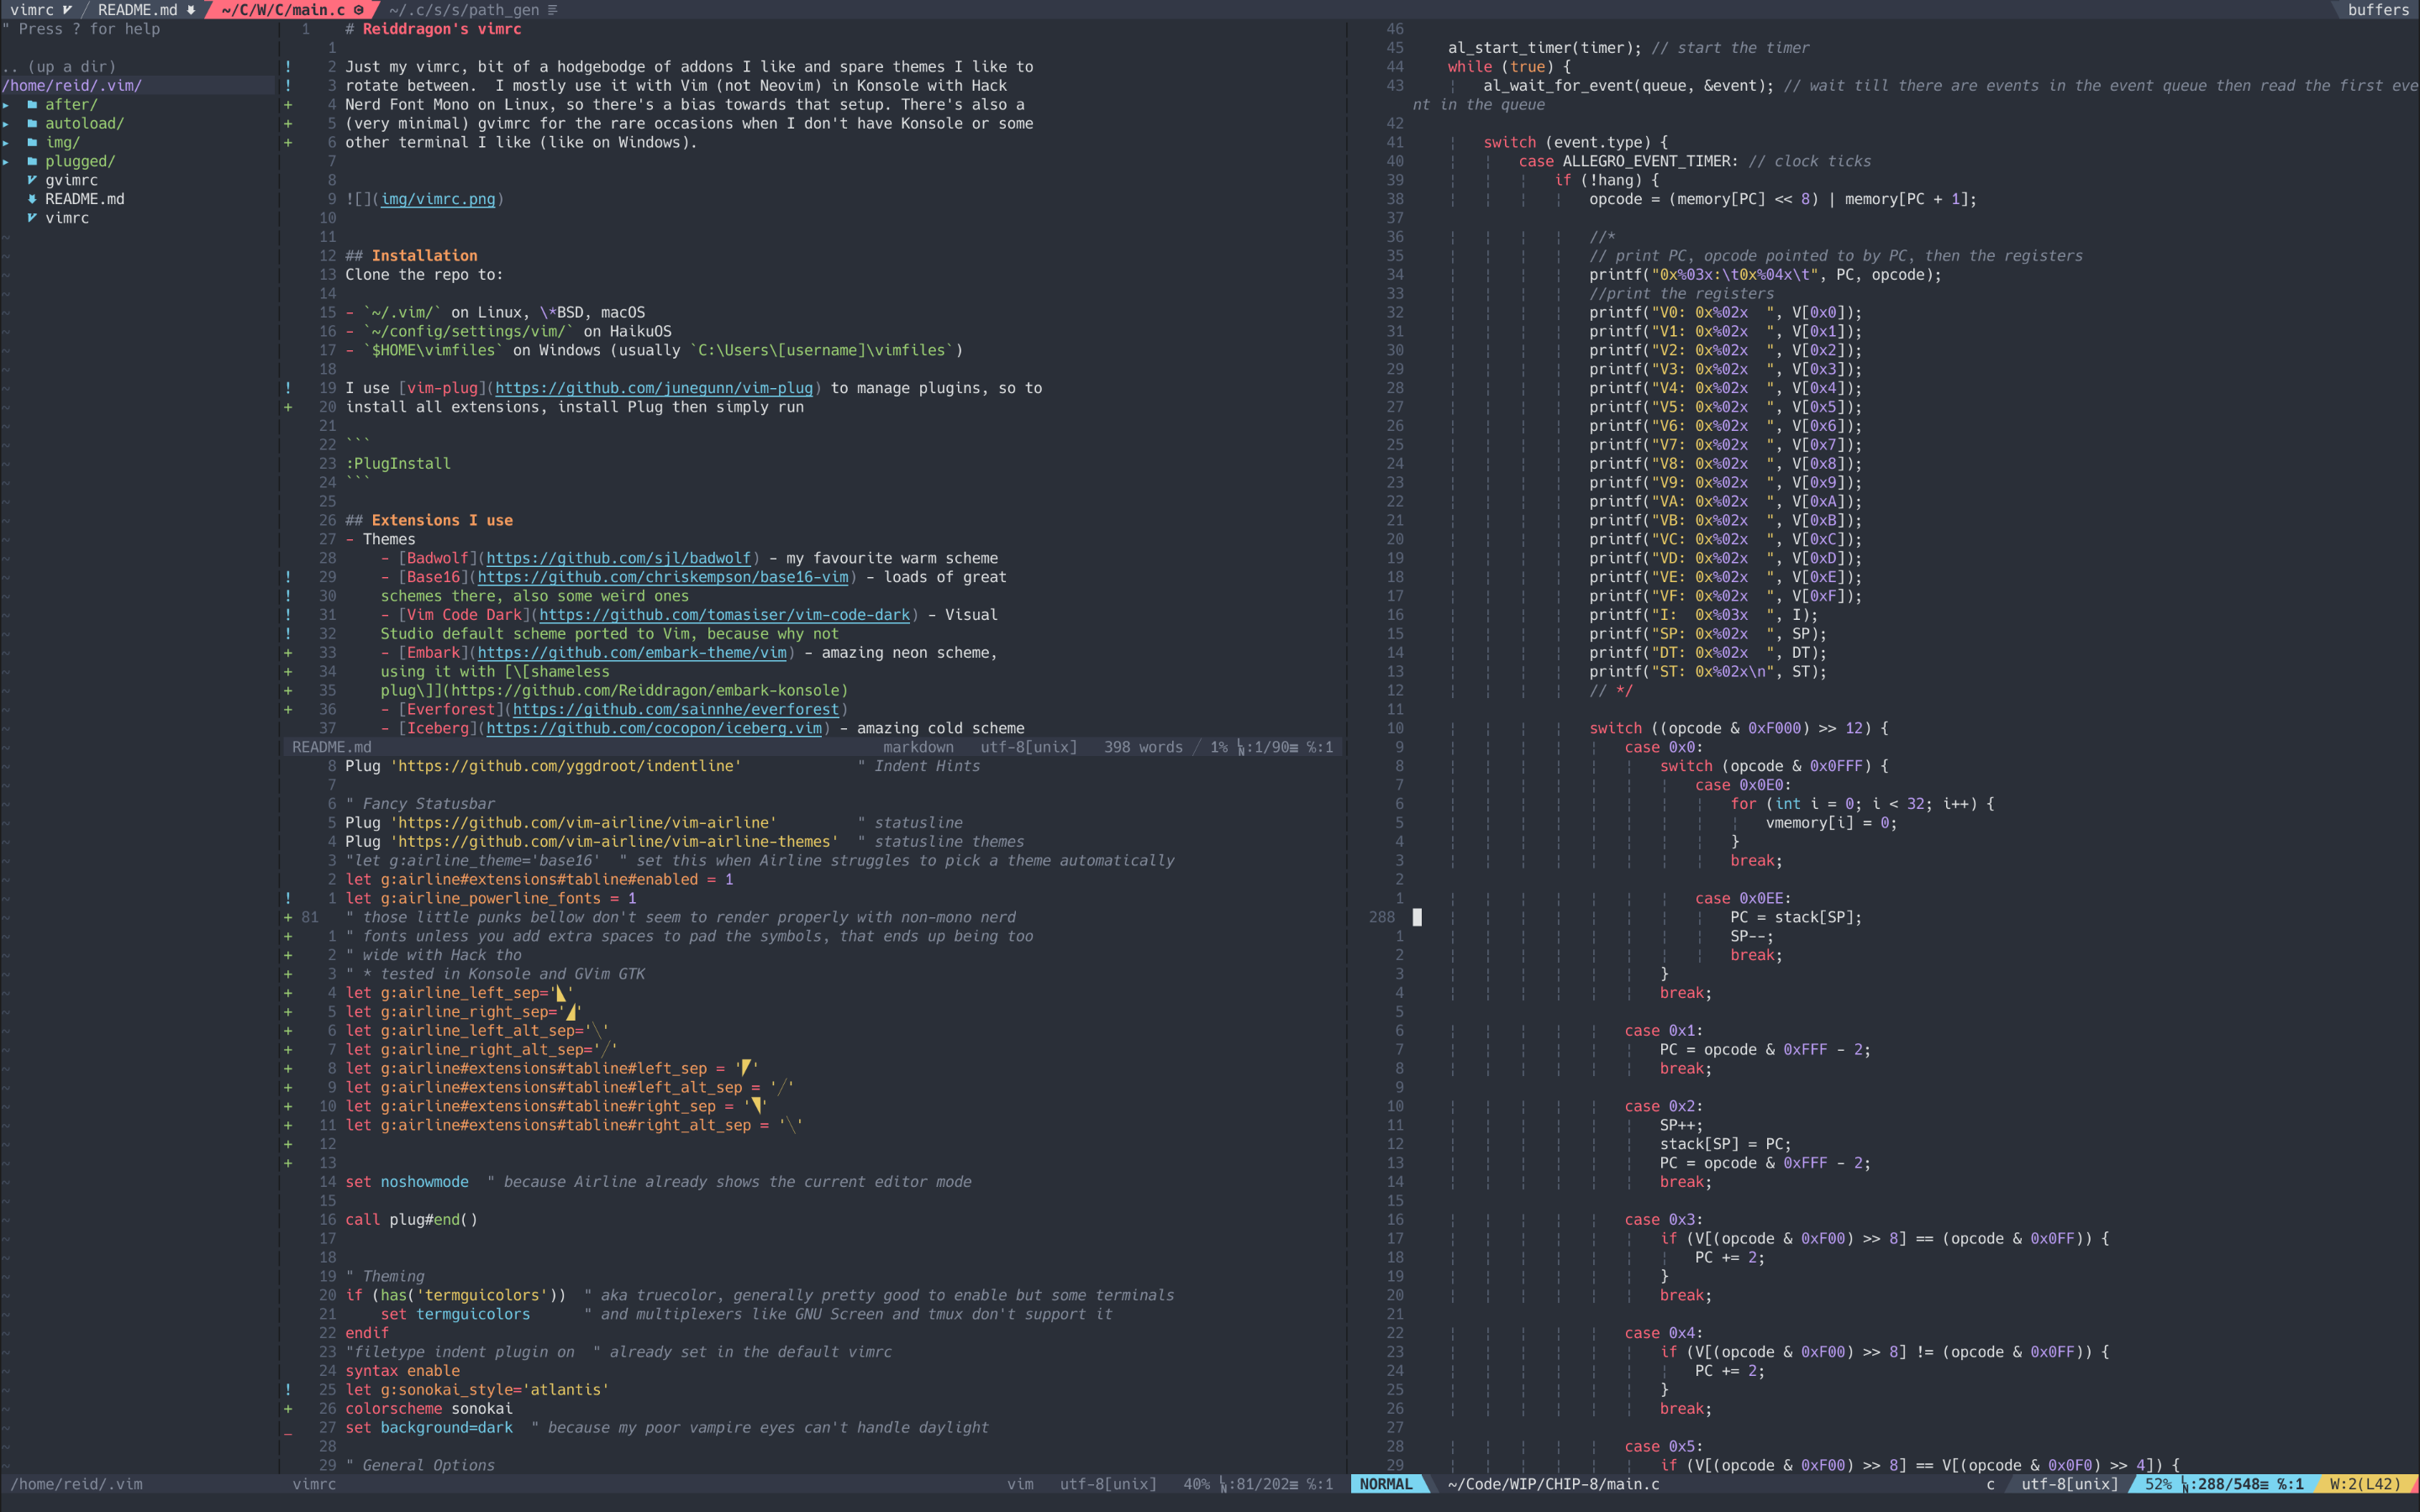 vimrc README.md ~/C/W/C/main.c ~/.c/s/s/path_gen buffers
" Press ? for help
.. (up a dir)
/home/reid/.vim/
▸ after/
▸ autoload/
▸ img/
▸ plugged/
gvimrc
README.md
vimrc
/home/reid/.vim
1 # Reiddragon's vimrc
1
! 2 Just my vimrc, bit of a hodgebodge of addons I like and spare themes I like to
! 3 rotate between.  I mostly use it with Vim (not Neovim) in Konsole with Hack
+ 4 Nerd Font Mono on Linux, so there's a bias towards that setup. There's also a
+ 5 (very minimal) gvimrc for the rare occasions when I don't have Konsole or some
+ 6 other terminal I like (like on Windows).
7
8
9 ![](img/vimrc.png)
10
11
12 ## Installation
13 Clone the repo to:
14
15 - `~/.vim/` on Linux, \*BSD, macOS
16 - `~/config/settings/vim/` on HaikuOS
17 - `$HOME\vimfiles` on Windows (usually `C:\Users\[username]\vimfiles`)
18
! 19 I use [vim-plug](https://github.com/junegunn/vim-plug) to manage plugins, so to
+ 20 install all extensions, install Plug then simply run
21
22 ```
23 :PlugInstall
24 ```
25
26 ## Extensions I use
27 - Themes
28     - [Badwolf](https://github.com/sjl/badwolf) - my favourite warm scheme
! 29     - [Base16](https://github.com/chriskempson/base16-vim) - loads of great
! 30     schemes there, also some weird ones
! 31     - [Vim Code Dark](https://github.com/tomasiser/vim-code-dark) - Visual
! 32     Studio default scheme ported to Vim, because why not
+ 33     - [Embark](https://github.com/embark-theme/vim) - amazing neon scheme,
+ 34     using it with [\[shameless
+ 35     plug\]](https://github.com/Reiddragon/embark-konsole)
+ 36     - [Everforest](https://github.com/sainnhe/everforest)
37     - [Iceberg](https://github.com/cocopon/iceberg.vim) - amazing cold scheme
README.md markdown utf-8[unix] 398 words / 1% :1/90≡ ℅:1
8 Plug 'https://github.com/yggdroot/indentline' " Indent Hints
7
6 " Fancy Statusbar
5 Plug 'https://github.com/vim-airline/vim-airline' " statusline
4 Plug 'https://github.com/vim-airline/vim-airline-themes' " statusline themes
3 "let g:airline_theme='base16'  " set this when Airline struggles to pick a theme automatically
2 let g:airline#extensions#tabline#enabled = 1
! 1 let g:airline_powerline_fonts = 1
+ 81 " those little punks bellow don't seem to render properly with non-mono nerd
+ 1 " fonts unless you add extra spaces to pad the symbols, that ends up being too
+ 2 " wide with Hack tho
+ 3 " * tested in Konsole and GVim GTK
+ 4 let g:airline_left_sep='◣'
+ 5 let g:airline_right_sep='◢'
+ 6 let g:airline_left_alt_sep='\'
+ 7 let g:airline_right_alt_sep='/'
+ 8 let g:airline#extensions#tabline#left_sep = '◤'
+ 9 let g:airline#extensions#tabline#left_alt_sep = '/'
+ 10 let g:airline#extensions#tabline#right_sep = '◥'
+ 11 let g:airline#extensions#tabline#right_alt_sep = '\'
+ 12
+ 13
14 set noshowmode  " because Airline already shows the current editor mode
15
16 call plug#end()
17
18
19 " Theming
20 if (has('termguicolors'))  " aka truecolor, generally pretty good to enable but some terminals
21     set termguicolors      " and multiplexers like GNU Screen and tmux don't support it
22 endif
23 "filetype indent plugin on  " already set in the default vimrc
24 syntax enable
! 25 let g:sonokai_style='atlantis'
+ 26 colorscheme sonokai
_ 27 set background=dark  " because my poor vampire eyes can't handle daylight
28
29 " General Options
vimrc vim utf-8[unix] 40% :81/202≡ ℅:1
46
45 al_start_timer(timer); // start the timer
44 while (true) {
43 al_wait_for_event(queue, &event); // wait till there are events in the event queue then read the first eve
nt in the queue
42
41 switch (event.type) {
40 case ALLEGRO_EVENT_TIMER: // clock ticks
39 if (!hang) {
38 opcode = (memory[PC] << 8) | memory[PC + 1];
37
36 //*
35 // print PC, opcode pointed to by PC, then the registers
34 printf("0x%03x:\t0x%04x\t", PC, opcode);
33 //print the registers
32 printf("V0: 0x%02x  ", V[0x0]);
31 printf("V1: 0x%02x  ", V[0x1]);
30 printf("V2: 0x%02x  ", V[0x2]);
29 printf("V3: 0x%02x  ", V[0x3]);
28 printf("V4: 0x%02x  ", V[0x4]);
27 printf("V5: 0x%02x  ", V[0x5]);
26 printf("V6: 0x%02x  ", V[0x6]);
25 printf("V7: 0x%02x  ", V[0x7]);
24 printf("V8: 0x%02x  ", V[0x8]);
23 printf("V9: 0x%02x  ", V[0x9]);
22 printf("VA: 0x%02x  ", V[0xA]);
21 printf("VB: 0x%02x  ", V[0xB]);
20 printf("VC: 0x%02x  ", V[0xC]);
19 printf("VD: 0x%02x  ", V[0xD]);
18 printf("VE: 0x%02x  ", V[0xE]);
17 printf("VF: 0x%02x  ", V[0xF]);
16 printf("I:  0x%03x  ", I);
15 printf("SP: 0x%02x  ", SP);
14 printf("DT: 0x%02x  ", DT);
13 printf("ST: 0x%02x\n", ST);
12 // */
11
10 switch ((opcode & 0xF000) >> 12) {
9 case 0x0:
8 switch (opcode & 0x0FFF) {
7 case 0x0E0:
6 for (int i = 0; i < 32; i++) {
5 vmemory[i] = 0;
4 }
3 break;
2
1 case 0x0EE:
288 PC = stack[SP];
1 SP--;
2 break;
3 }
4 break;
5
6 case 0x1:
7 PC = opcode & 0xFFF - 2;
8 break;
9
10 case 0x2:
11 SP++;
12 stack[SP] = PC;
13 PC = opcode & 0xFFF - 2;
14 break;
15
16 case 0x3:
17 if (V[(opcode & 0xF00) >> 8] == (opcode & 0x0FF)) {
18 PC += 2;
19 }
20 break;
21
22 case 0x4:
23 if (V[(opcode & 0xF00) >> 8] != (opcode & 0x0FF)) {
24 PC += 2;
25 }
26 break;
27
28 case 0x5:
29 if (V[(opcode & 0xF00) >> 8] == V[(opcode & 0x0F0) >> 4]) {
NORMAL ~/Code/WIP/CHIP-8/main.c c utf-8[unix] 52% :288/548≡ ℅:1 W:2(L42)